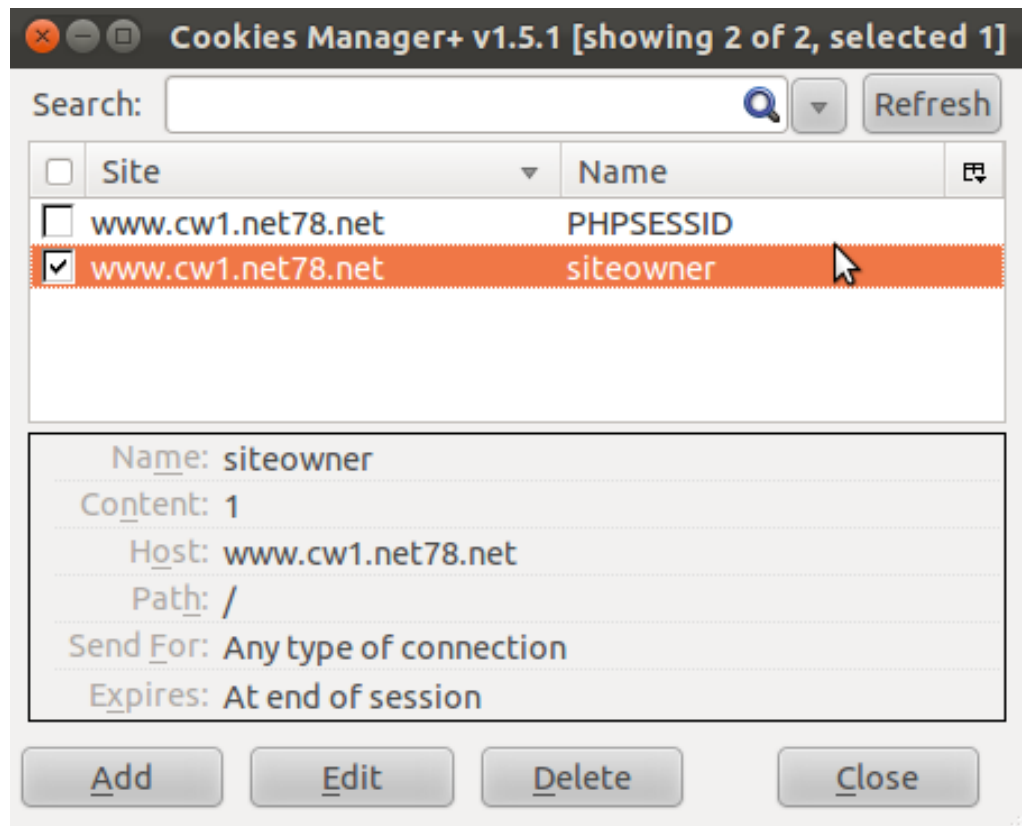 Cookies Manager+ v1.5.1 [showing 2 of 2, selected 1]
Search: Refresh
Site Name
www.cw1.net78.net PHPSESSID
www.cw1.net78.net siteowner
Name: siteowner
Content: 1
Host: www.cw1.net78.net
Path: /
Send For: Any type of connection
Expires: At end of session
Add Edit Delete Close